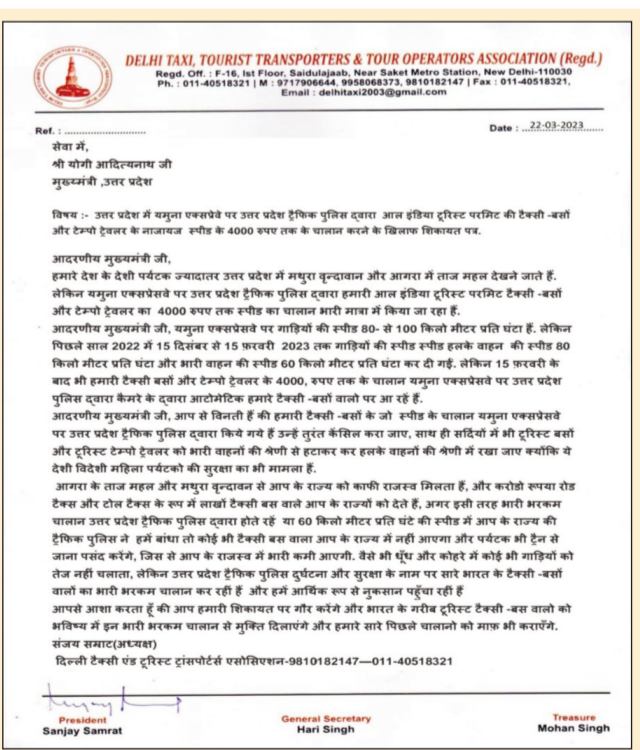 DELHI TAXI, TOURIST TRANSPORTERS & TOUR OPERATORS ASSOCIATION (Regd.)
Regd. Off. : F-16, Ist Floor, Saidulajaab, Near Saket Metro Station, New Delhi-110030
Ph. : 011-40518321 | M : 9717906644, 9958068373, 9810182147 | Fax : 011-40518321,
Email : delhitaxi2003@gmail.com
Ref. : ............................
Date : ...22-03-2023......
सेवा में,
श्री योगी आदित्यनाथ जी
मुख्य्मंत्री ,उत्तर प्रदेश
विषय :- उत्तर प्रदेश में यमुना एक्सप्रेवे पर उत्तर प्रदेश ट्रैफिक पुलिस द्वारा आल इंडिया टूरिस्ट परमिट की टैक्सी -बसों
और टेम्पो ट्रेवलर के नाजायज स्पीड के 4000 रुपए तक के चालान करने के खिलाफ शिकायत पत्र.
आदरणीय मुख्यमंत्री जी,
हमारे देश के देशी पर्यटक ज्यादातर उत्तर प्रदेश में मथुरा वृन्दावान और आगरा में ताज महल देखने जाते हैं.
लेकिन यमुना एक्सप्रेसवे पर उत्तर प्रदेश ट्रैफिक पुलिस द्वारा हमारी आल इंडिया टूरिस्ट परमिट टैक्सी -बसों
और टेम्पो ट्रेवलर का 4000 रुपए तक स्पीड का चालान भारी मात्रा में किया जा रहा हैं.
आदरणीय मुख्यमंत्री जी, यमुना एक्सप्रेसवे पर गाड़ियों की स्पीड 80- से 100 किलो मीटर प्रति घंटा हैं. लेकिन
पिछले साल 2022 में 15 दिसंबर से 15 फ़रवरी 2023 तक गाड़ियों की स्पीड स्पीड हलके वाहन की स्पीड 80
किलो मीटर प्रति घंटा और भारी वाहन की स्पीड 60 किलो मीटर प्रति घंटा कर दी गई. लेकिन 15 फ़रवरी के
बाद भी हमारी टैक्सी बसों और टेम्पो ट्रेवलर के 4000, रुपए तक के चालान यमुना एक्सप्रेसवे पर उत्तर प्रदेश
पुलिस द्वारा कैमरे के द्वारा आटोमेटिक हमारे टैक्सी -बसों वालो पर आ रहें हैं.
आदरणीय मुख्यमंत्री जी, आप से विनती हैं की हमारी टैक्सी -बसों के जो स्पीड के चालान यमुना एक्सप्रेसवे
पर उत्तर प्रदेश ट्रैफिक पुलिस द्वारा किये गये हैं उन्हें तुरंत कैंसिल करा जाए, साथ ही सर्दियों में भी टूरिस्ट बसों
और टूरिस्ट टेम्पो ट्रेवलर को भारी वाहनों की श्रेणी से हटाकर कर हलके वाहनों की श्रेणी में रखा जाए क्योंकि ये
देशी विदेशी महिला पर्यटको की सुरक्षा का भी मामला हैं.
आगरा के ताज महल और मथुरा वृन्दावन से आप के राज्य को काफी राजस्व मिलता हैं, और करोडो रूपया रोड
टैक्स और टोल टैक्स के रूप में लाखों टैक्सी बस वाले आप के राज्यों को देते हैं, अगर इसी तरह भारी भरकम
चालान उत्तर प्रदेश ट्रैफिक पुलिस द्वारा होते रहें या 60 किलो मीटर प्रति घंटे की स्पीड में आप के राज्य की
ट्रैफिक पुलिस ने हमें बांधा तो कोई भी टैक्सी बस वाला आप के राज्य में नहीं आएगा और पर्यटक भी ट्रैन से
जाना पसंद करेंगे, जिस से आप के राजस्व में भारी कमी आएगी. वैसे भी धूँध और कोहरे में कोई भी गाड़ियों को
तेज नहीं चलाता, लेकिन उत्तर प्रदेश ट्रैफिक पुलिस दुर्घटना और सुरक्षा के नाम पर सारे भारत के टैक्सी -बसों
वालों का भारी भरकम चालान कर रहीं हैं और हमें आर्थिक रूप से नुकसान पहुँचा रहीं हैं
आपसे आशा करता हूँ की आप हमारी शिकायत पर गौर करेंगे और भारत के गरीब टूरिस्ट टैक्सी -बस वालो को
भविष्य में इन भारी भरकम चालान से मुक्ति दिलाएंगे और हमारे सारे पिछले चालानो को माफ़ भी कराएँगे.
संजय सम्राट(अध्यक्ष)
दिल्ली टैक्सी एंड टूरिस्ट ट्रांसपोर्टर्स एसोसिएशन-9810182147—011-40518321
President
Sanjay Samrat
General Secretary
Hari Singh
Treasure
Mohan Singh